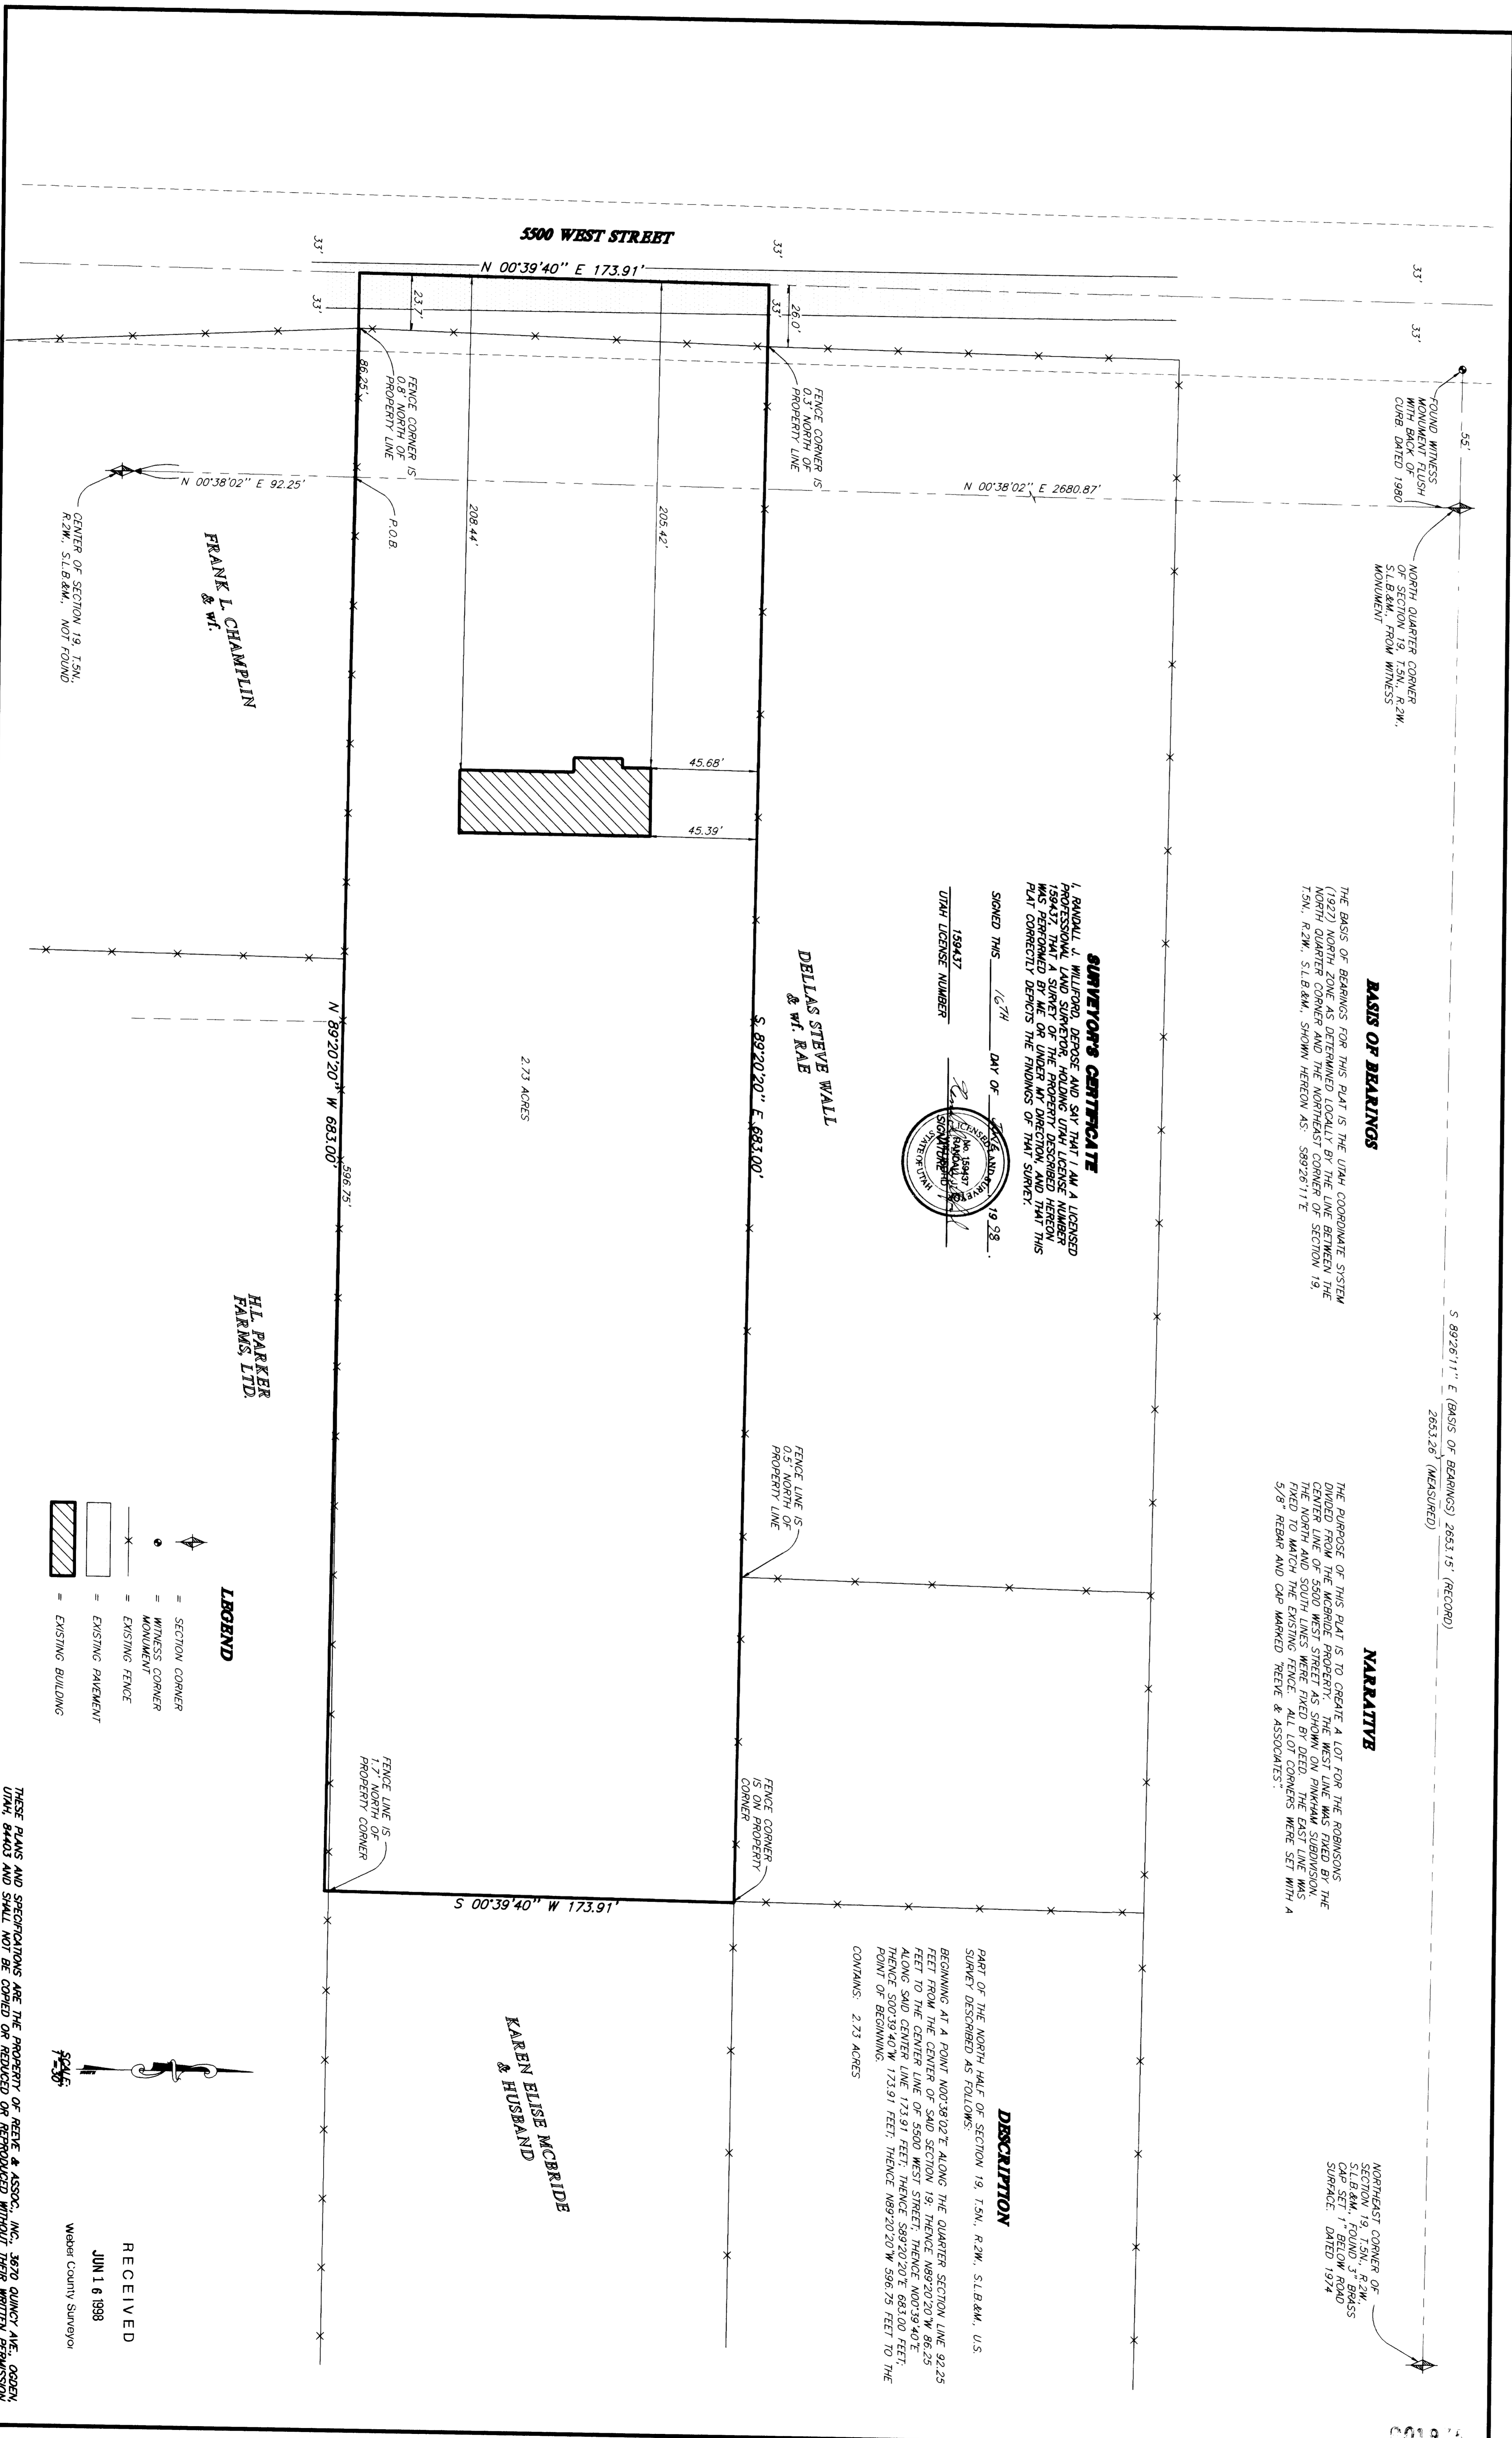 5500 WEST STREET
N 00°39'40" E 173.91'
33'
33'
33'
33'
33'
33'
23.7'
26.0'
86.25'
FENCE CORNER IS
0.8' NORTH OF
PROPERTY LINE
FENCE CORNER IS
0.3' NORTH OF
PROPERTY LINE
FOUND WITNESS
MONUMENT FLUSH
WITH BACK OF
CURB. DATED 1980
55'
NORTH QUARTER CORNER
OF SECTION 19, T.5N., R.2W.,
S.L.B.&M., FROM WITNESS
MONUMENT
N 00°38'02" E 2680.87'
N 00°38'02" E 92.25'
P.O.B.
208.44'
205.42'
45.68'
45.39'
CENTER OF SECTION 19, T.5N.,
R.2W., S.L.B.&M., NOT FOUND
FRANK L. CHAMPLIN
& wf.
BASIS OF BEARINGS
THE BASIS OF BEARINGS FOR THIS PLAT IS THE UTAH COORDINATE SYSTEM
(1927) NORTH ZONE AS DETERMINED LOCALLY BY THE LINE BETWEEN THE
NORTH QUARTER CORNER AND THE NORTHEAST CORNER OF SECTION 19,
T.5N., R.2W., S.L.B.&M., SHOWN HEREON AS: S89°26'11"E
S 89°26'11" E (BASIS OF BEARINGS) 2653.15' (RECORD)
2653.26' (MEASURED)
NARRATIVE
THE PURPOSE OF THIS PLAT IS TO CREATE A LOT FOR THE ROBINSONS
DIVIDED FROM THE MCBRIDE PROPERTY. THE WEST LINE WAS FIXED BY THE
CENTER LINE OF 5500 WEST STREET AS SHOWN ON PINKHAM SUBDIVISION.
THE NORTH AND SOUTH LINES WERE FIXED BY DEED. THE EAST LINE WAS
FIXED TO MATCH THE EXISTING FENCE. ALL LOT CORNERS WERE SET WITH A
5/8" REBAR AND CAP MARKED "REEVE & ASSOCIATES".
SURVEYOR'S CERTIFICATE
I, RANDALL J. WILLIFORD, DEPOSE AND SAY THAT I AM A LICENSED
PROFESSIONAL LAND SURVEYOR, HOLDING UTAH LICENSE NUMBER
159437, THAT A SURVEY OF THE PROPERTY DESCRIBED HEREON
WAS PERFORMED BY ME OR UNDER MY DIRECTION, AND THAT THIS
PLAT CORRECTLY DEPICTS THE FINDINGS OF THAT SURVEY.
SIGNED THIS 16TH DAY OF 19 98.
159437
UTAH LICENSE NUMBER
SIGNATURE
No. 159437
RANDALL
STATE OF UTAH
DELLAS STEVE WALL
& wf. RAE
S 89°20'20" E 683.00'
2.73 ACRES
N 89°20'20" W 683.00'
596.75'
H.L. PARKER
FARMS, LTD.
FENCE LINE IS
0.5' NORTH OF
PROPERTY LINE
FENCE CORNER
IS ON PROPERTY
CORNER
FENCE LINE IS
1.7' NORTH OF
PROPERTY CORNER
S 00°39'40" W 173.91'
LEGEND
= SECTION CORNER
= WITNESS CORNER
MONUMENT
= EXISTING FENCE
= EXISTING PAVEMENT
= EXISTING BUILDING
KAREN ELISE MCBRIDE
& HUSBAND
DESCRIPTION
PART OF THE NORTH HALF OF SECTION 19, T.5N., R.2W., S.L.B.&M., U.S.
SURVEY DESCRIBED AS FOLLOWS:
BEGINNING AT A POINT N00°38'02"E ALONG THE QUARTER SECTION LINE 92.25
FEET FROM THE CENTER OF SAID SECTION 19; THENCE N89°20'20"W 86.25
FEET TO THE CENTER LINE OF 5500 WEST STREET; THENCE N00°39'40"E
ALONG SAID CENTER LINE 173.91 FEET; THENCE S89°20'20"E 683.00 FEET;
THENCE S00°39'40"W 173.91 FEET; THENCE N89°20'20"W 596.75 FEET TO THE
POINT OF BEGINNING.
CONTAINS: 2.73 ACRES
NORTHEAST CORNER OF
SECTION 19, T.5N., R.2W.,
S.L.B.&M., FOUND 3" BRASS
CAP SET 1" BELOW ROAD
SURFACE. DATED 1974
SCALE:
RECEIVED
JUN 16 1998
Weber County Surveyor
THESE PLANS AND SPECIFICATIONS ARE THE PROPERTY OF REEVE & ASSOC., INC., 3670 QUINCY AVE., OGDEN,
UTAH, 84403 AND SHALL NOT BE COPIED OR REDUCED OR REPRODUCED WITHOUT THEIR WRITTEN PERMISSION